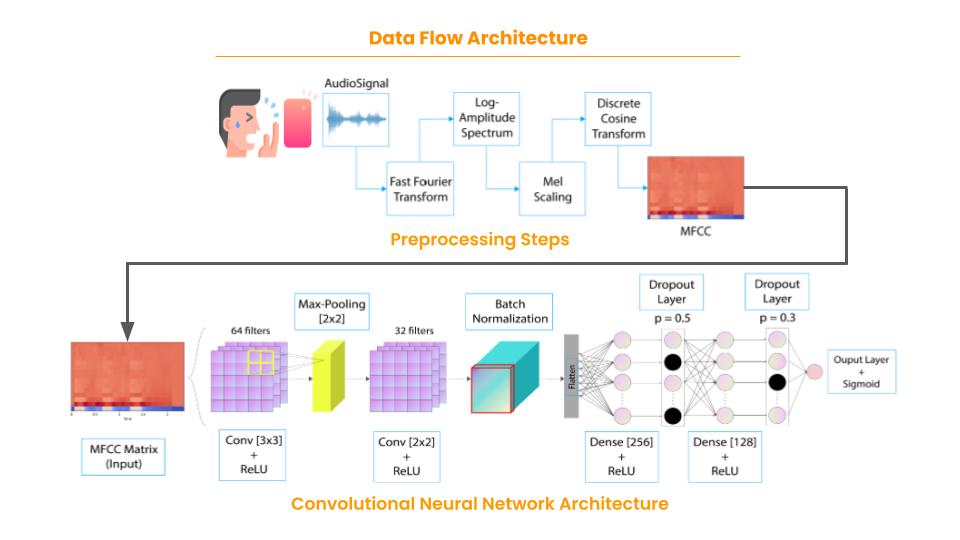 Data Flow Architecture
AudioSignal
Log-
Amplitude
Spectrum
Discrete
Cosine
Transform
Fast Fourier
Transform
Mel
Scaling
MFCC
Preprocessing Steps
Max-Pooling
[2x2]
Batch
Normalization
Dropout
Layer
p = 0.5
Dropout
Layer
p = 0.3
64 filters
32 filters
Flatten
Ouput Layer
+
Sigmoid
MFCC Matrix
(Input)
Conv [3x3]
+
ReLU
Conv [2x2]
+
ReLU
Dense [256]
+
ReLU
Dense [128]
+
ReLU
Convolutional Neural Network Architecture